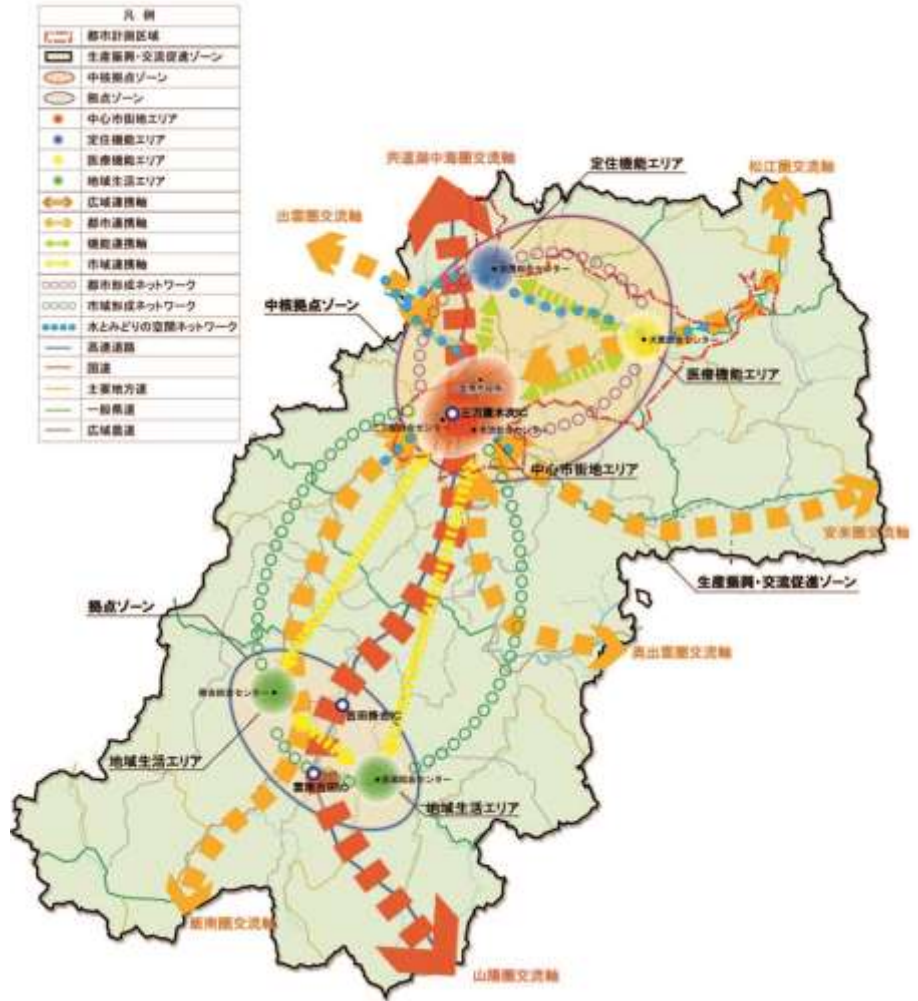 凡 例
都市計画区域
生産振興・交流促進ゾーン
中核拠点ゾーン
拠点ゾーン
中心市街地エリア
定住機能エリア
医療機能エリア
地域生活エリア
広域連携軸
都市連携軸
機能連携軸
市域連携軸
都市形成ネットワーク
市域形成ネットワーク
水とみどりの空間ネットワーク
高速道路
国道
主要地方道
一般県道
広域農道
宍道湖中海圏交流軸
定住機能エリア
松江圏交流軸
出雲圏交流軸
中核拠点ゾーン
医療機能エリア
三刀屋木次IC
中心市街地エリア
安来圏交流軸
生産振興・交流促進ゾーン
拠点ゾーン
奥出雲圏交流軸
吉田掛合IC
地域生活エリア
地域生活エリア
飯南圏交流軸
山陽圏交流軸